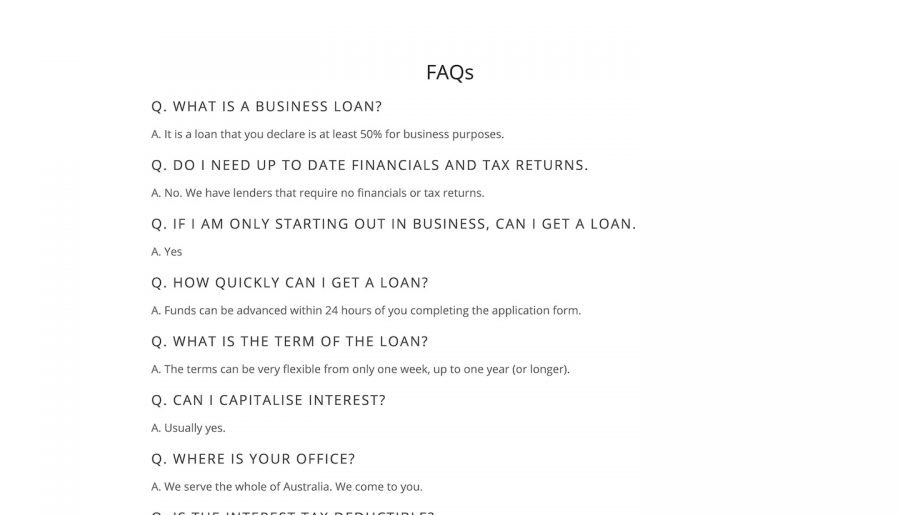 FAQs
Q. WHAT IS A BUSINESS LOAN?
A. It is a loan that you declare is at least 50% for business purposes.
Q. DO I NEED UP TO DATE FINANCIALS AND TAX RETURNS.
A. No. We have lenders that require no financials or tax returns.
Q. IF I AM ONLY STARTING OUT IN BUSINESS, CAN I GET A LOAN.
A. Yes
Q. HOW QUICKLY CAN I GET A LOAN?
A. Funds can be advanced within 24 hours of you completing the application form.
Q. WHAT IS THE TERM OF THE LOAN?
A. The terms can be very flexible from only one week, up to one year (or longer).
Q. CAN I CAPITALISE INTEREST?
A. Usually yes.
Q. WHERE IS YOUR OFFICE?
A. We serve the whole of Australia. We come to you.
Q. IS THE INTEREST TAX DEDUCTIBLE?